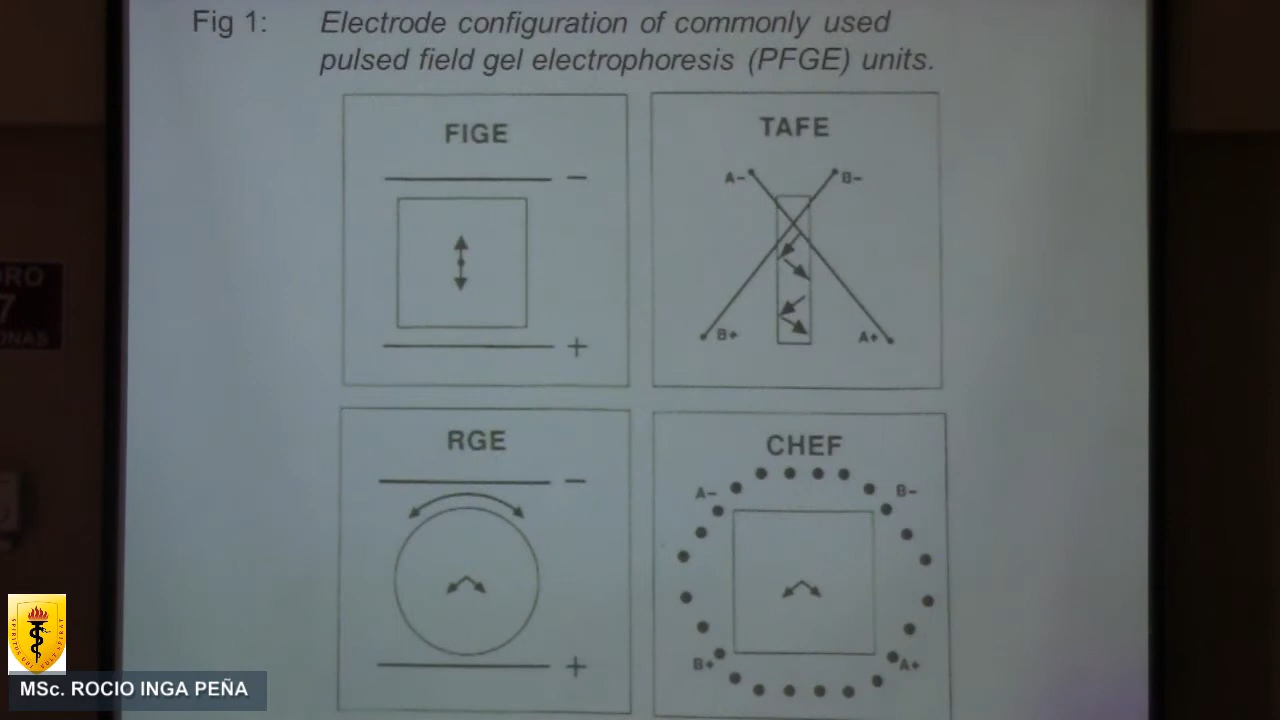 Fig 1: Electrode configuration of commonly used
pulsed field gel electrophoresis (PFGE) units.
FIGE
−
+
TAFE
A− B−
B+ A+
RGE
−
+
CHEF
A− B−
B+ A+
7
MSc. ROCIO INGA PEÑA